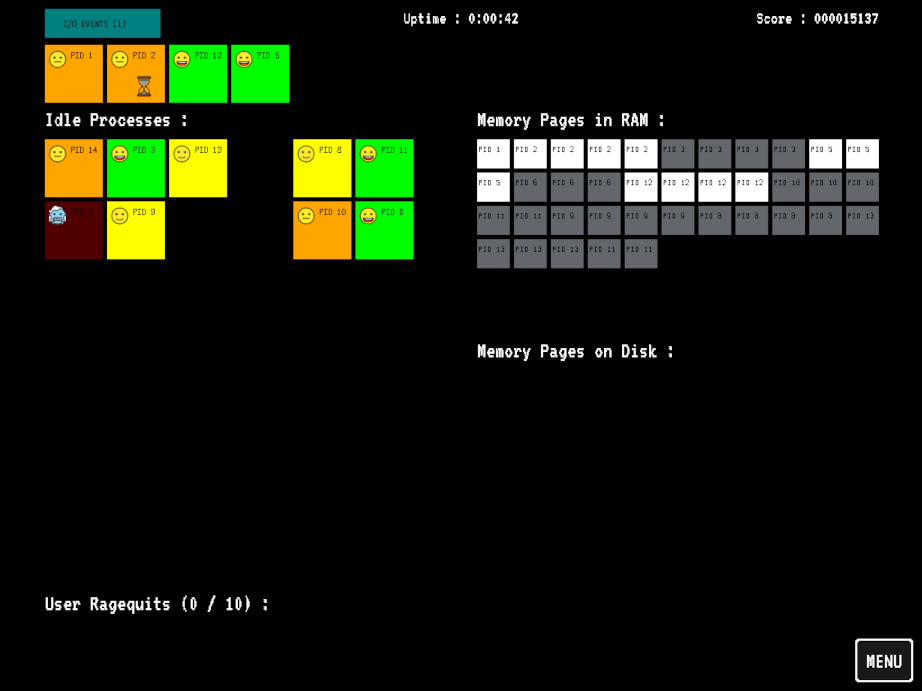 I/O EVENTS (1)
Uptime : 0:00:42
Score : 000015137
PID 1 PID 2 PID 12 PID 5
Idle Processes :
PID 14 PID 3 PID 13 PID 8 PID 11
PID 9 PID 10 PID 6
Memory Pages in RAM :
PID 1 PID 2 PID 2 PID 2 PID 2 PID 3 PID 3 PID 3 PID 3 PID 5 PID 5
PID 5 PID 6 PID 6 PID 6 PID 12 PID 12 PID 12 PID 12 PID 10 PID 10 PID 10
PID 11 PID 11 PID 9 PID 9 PID 9 PID 9 PID 8 PID 8 PID 8 PID 8 PID 13
PID 13 PID 13 PID 13 PID 11 PID 11
Memory Pages on Disk :
User Ragequits (0 / 10) :
MENU